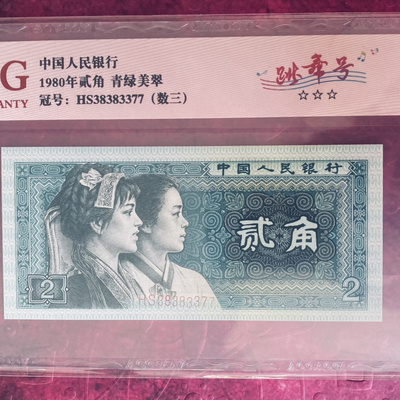 G
ANTY
中国人民银行
1980年贰角 青绿美翠
冠号：HS38383377（数三）
跳舞号
☆☆☆
中国人民银行
贰角
HS38383377
2
2